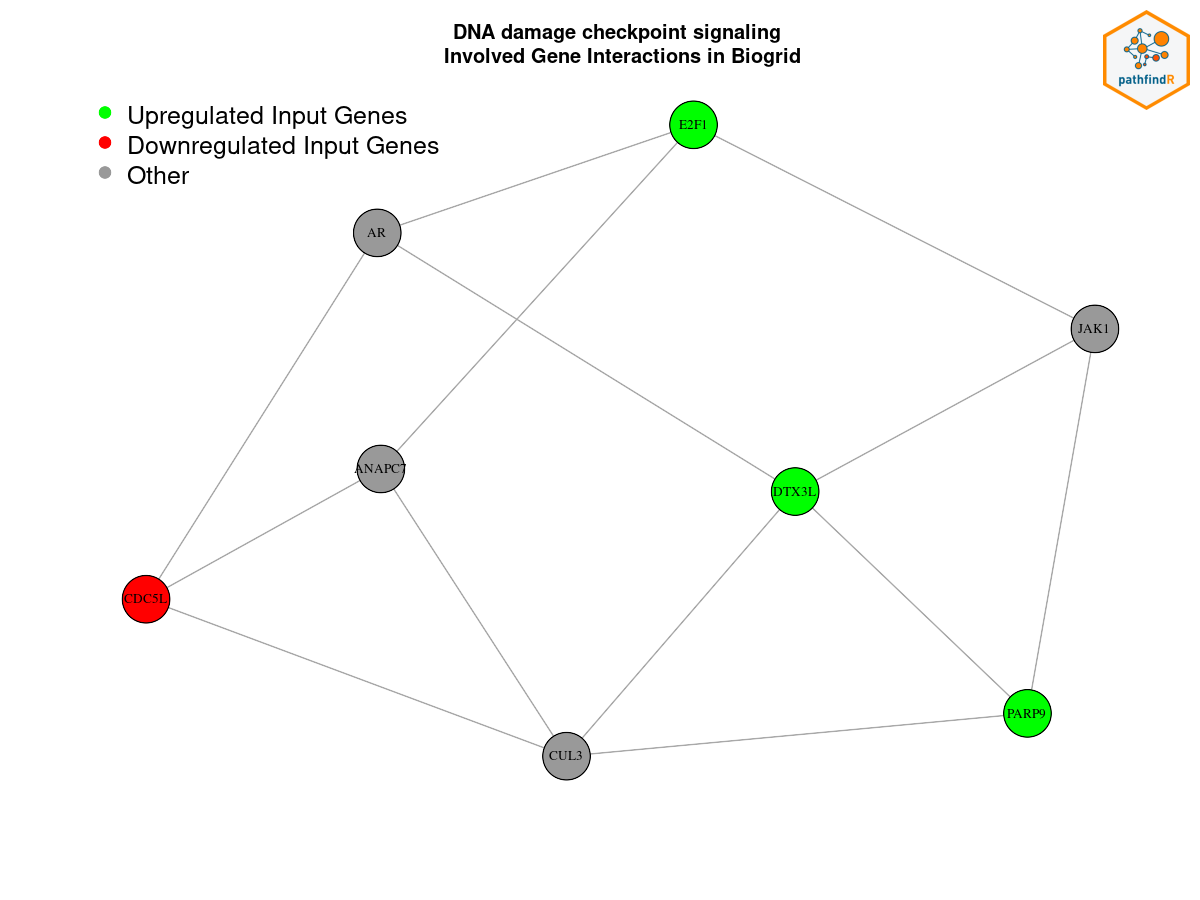 DNA damage checkpoint signaling
Involved Gene Interactions in Biogrid
pathfindR
Upregulated Input Genes
Downregulated Input Genes
Other
E2F1
AR
JAK1
ANAPC7
DTX3L
CDC5L
PARP9
CUL3